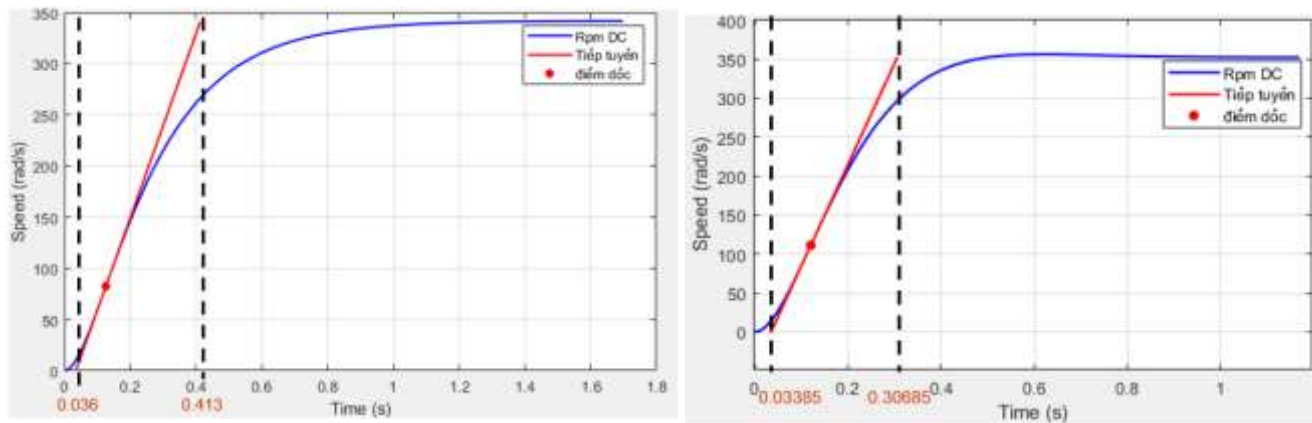 350
300
250
200
150
100
50
0
Speed (rad/s)
Rpm DC
Tiếp tuyến
điểm dốc
0 0.2 0.4 0.6 0.8 1 1.2 1.4 1.6 1.8
0.036 0.413 Time (s)
400
350
300
250
200
150
100
50
0
Speed (rad/s)
Rpm DC
Tiếp tuyến
điểm dốc
0 0.2 0.4 0.6 0.8 1
0.03385 0.30685 Time (s)